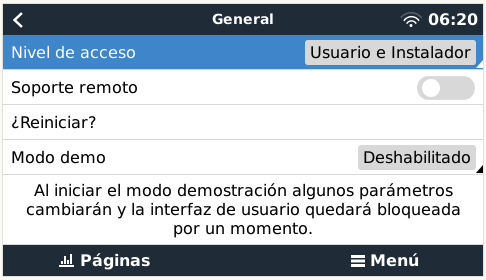 General
06:20
Nivel de acceso
Usuario e Instalador
Soporte remoto
¿Reiniciar?
Modo demo
Deshabilitado
Al iniciar el modo demostración algunos parámetros
cambiarán y la interfaz de usuario quedará bloqueada
por un momento.
Páginas
Menú